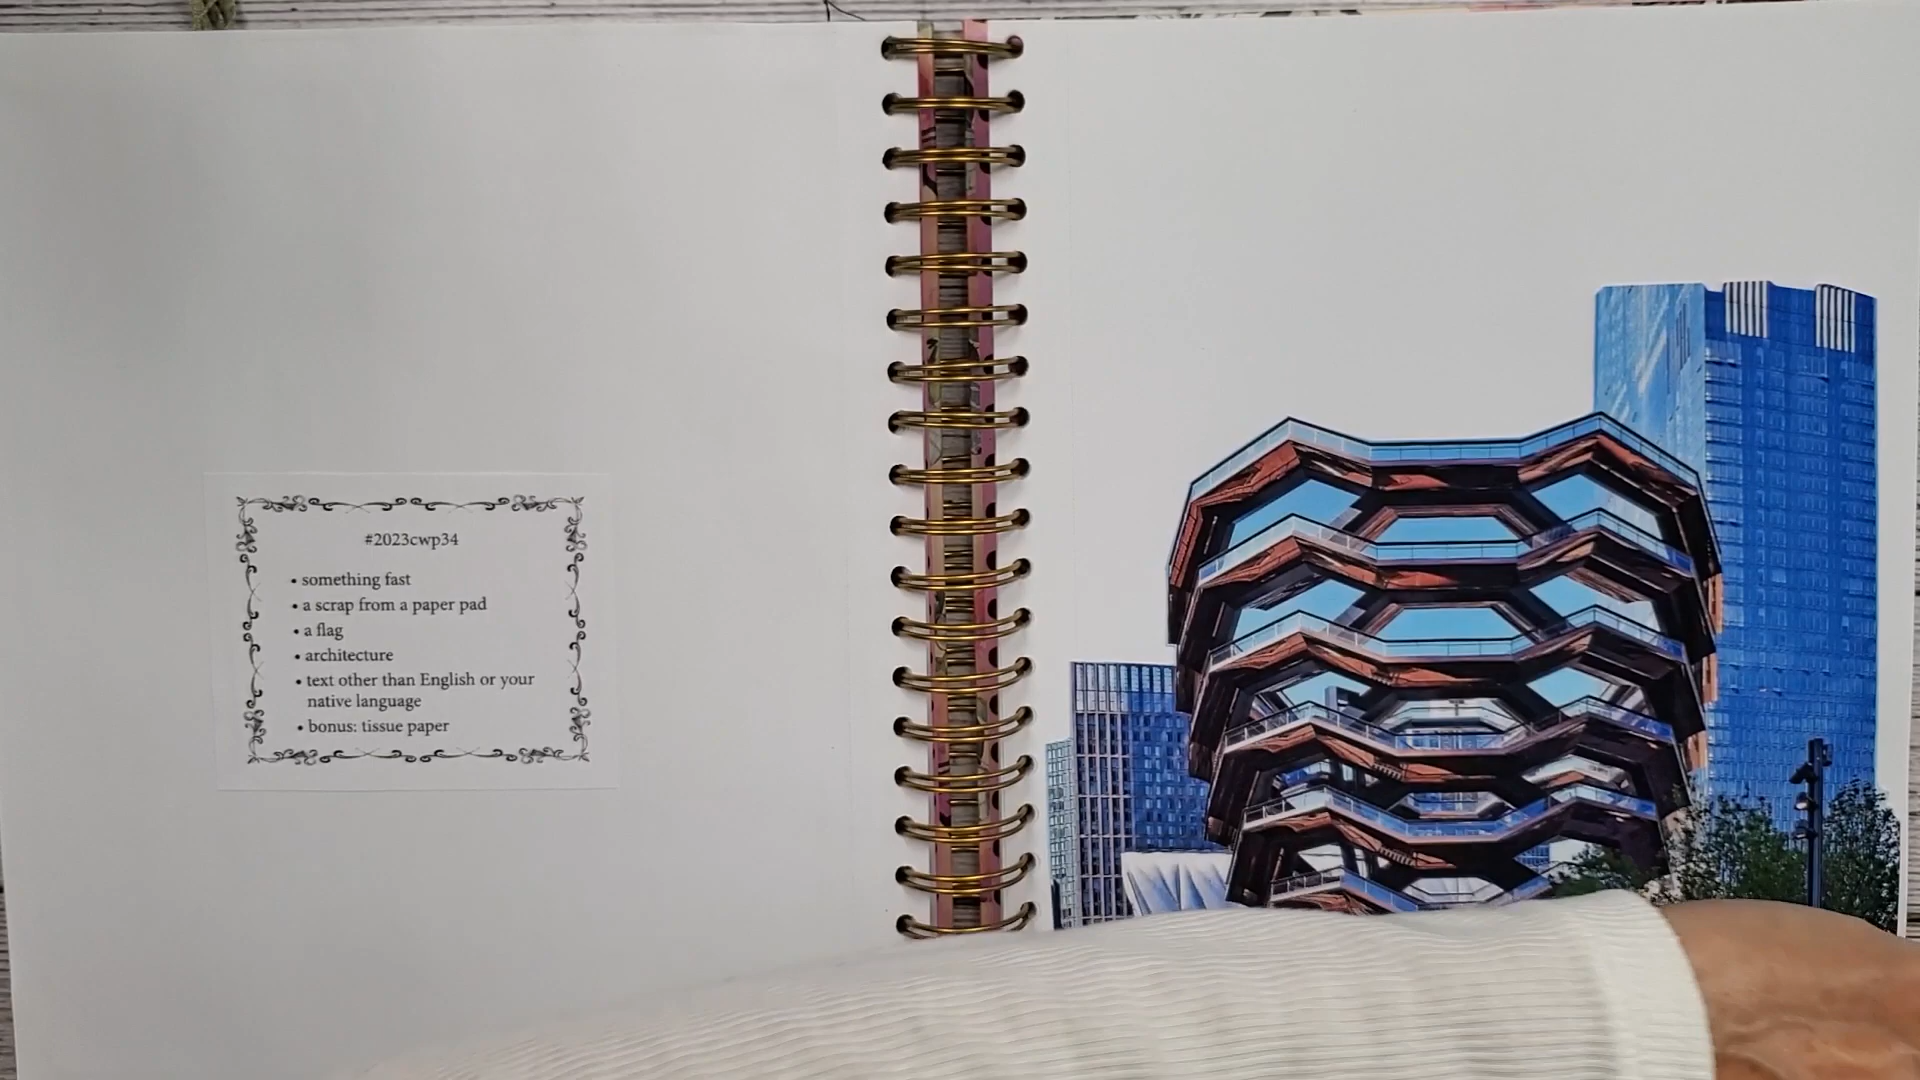 #2023cwp34
• something fast
• a scrap from a paper pad
• a flag
• architecture
• text other than English or your
native language
• bonus: tissue paper